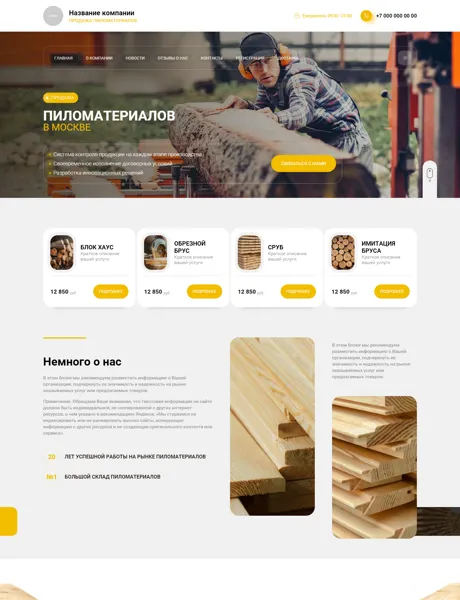 Название компании
ПРОДАЖА ПИЛОМАТЕРИАЛОВ
Ежедневно: 09:00 - 21:00
+7 000 000 00 00
ГЛАВНАЯ О КОМПАНИИ НОВОСТИ ОТЗЫВЫ О НАС КОНТАКТЫ РЕГИСТРАЦИЯ ДОСТАВКА
ПРОДАЖА
ПИЛОМАТЕРИАЛОВ
В МОСКВЕ
Система контроля продукции на каждом этапе производства
Своевременное исполнение договорных условий
Разработка инновационных решений
СВЯЗАТЬСЯ С НАМИ
БЛОК ХАУС
Краткое описание
вашей услуги
12 850 руб.
ПОДРОБНЕЕ
ОБРЕЗНОЙ
БРУС
Краткое описание
вашей услуги
12 850 руб.
ПОДРОБНЕЕ
СРУБ
Краткое описание
вашей услуги
12 850 руб.
ПОДРОБНЕЕ
ИМИТАЦИЯ
БРУСА
Краткое описание
вашей услуги
12 850 руб.
ПОДРОБНЕЕ
Немного о нас
В этом блоке мы рекомендуем разместить информацию о Вашей
организации, подчеркнуть ее значимость и надежность на рынке
оказываемых услуг или предлагаемых товаров.
Примечание. Обращаем Ваше внимание, что текстовая информация на сайте
должна быть индивидуальной, не скопированной с других интернет
ресурсов, о чем указано в рекомендациях Яндекса: «Мы стараемся не
индексировать или не ранжировать высоко сайты, копирующие
информацию с других ресурсов и не создающие оригинального контента или
сервиса».
20 ЛЕТ УСПЕШНОЙ РАБОТЫ НА РЫНКЕ ПИЛОМАТЕРИАЛОВ
№1 БОЛЬШОЙ СКЛАД ПИЛОМАТЕРИАЛОВ
В этом блоке мы рекомендуем
разместить информацию о Вашей
организации, подчеркнуть ее
значимость и надежность на рынке
оказываемых услуг или
предлагаемых товаров.